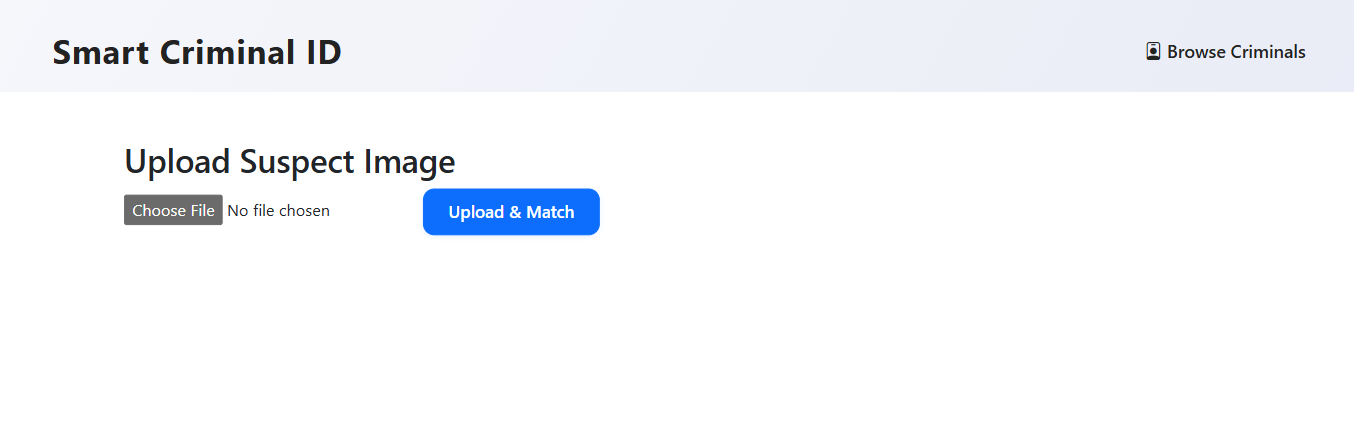 Smart Criminal ID
Browse Criminals
Upload Suspect Image
Choose File No file chosen
Upload & Match